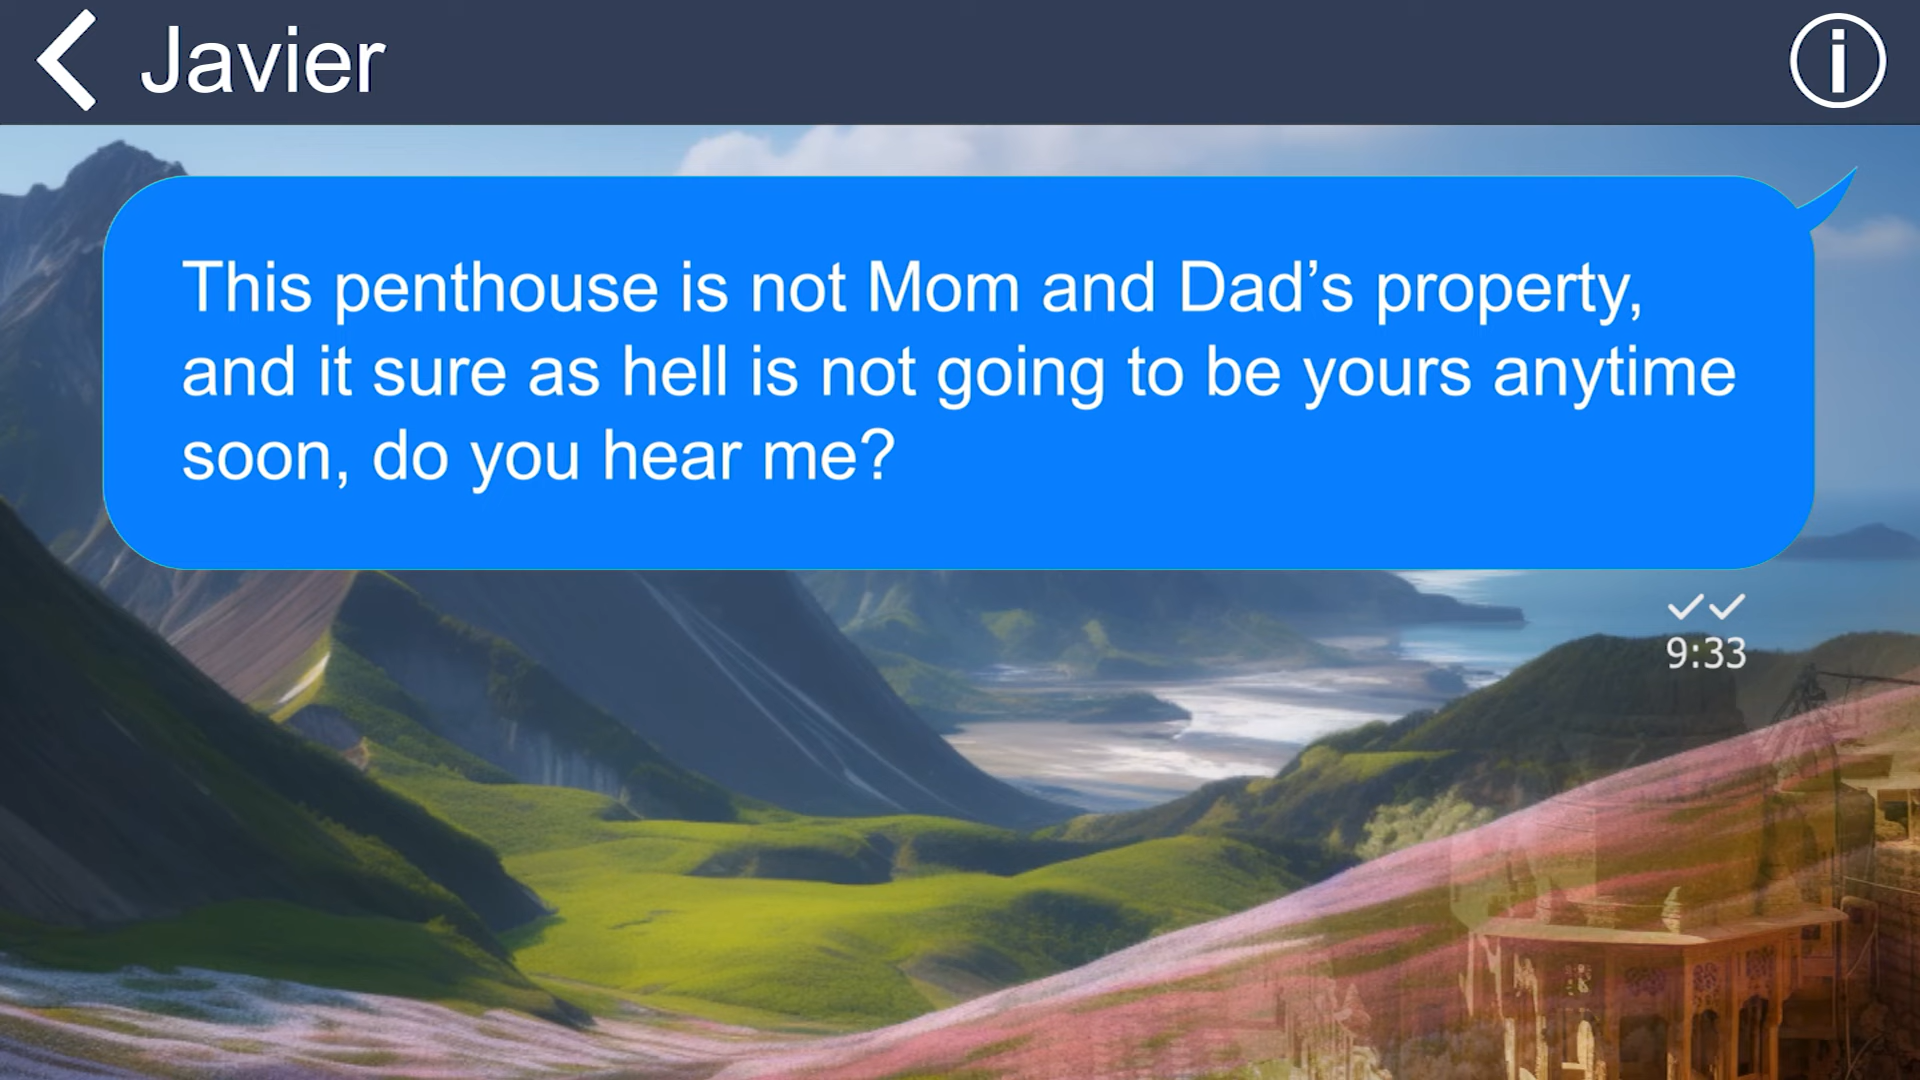 Javier
This penthouse is not Mom and Dad’s property,
and it sure as hell is not going to be yours anytime
soon, do you hear me?
9:33